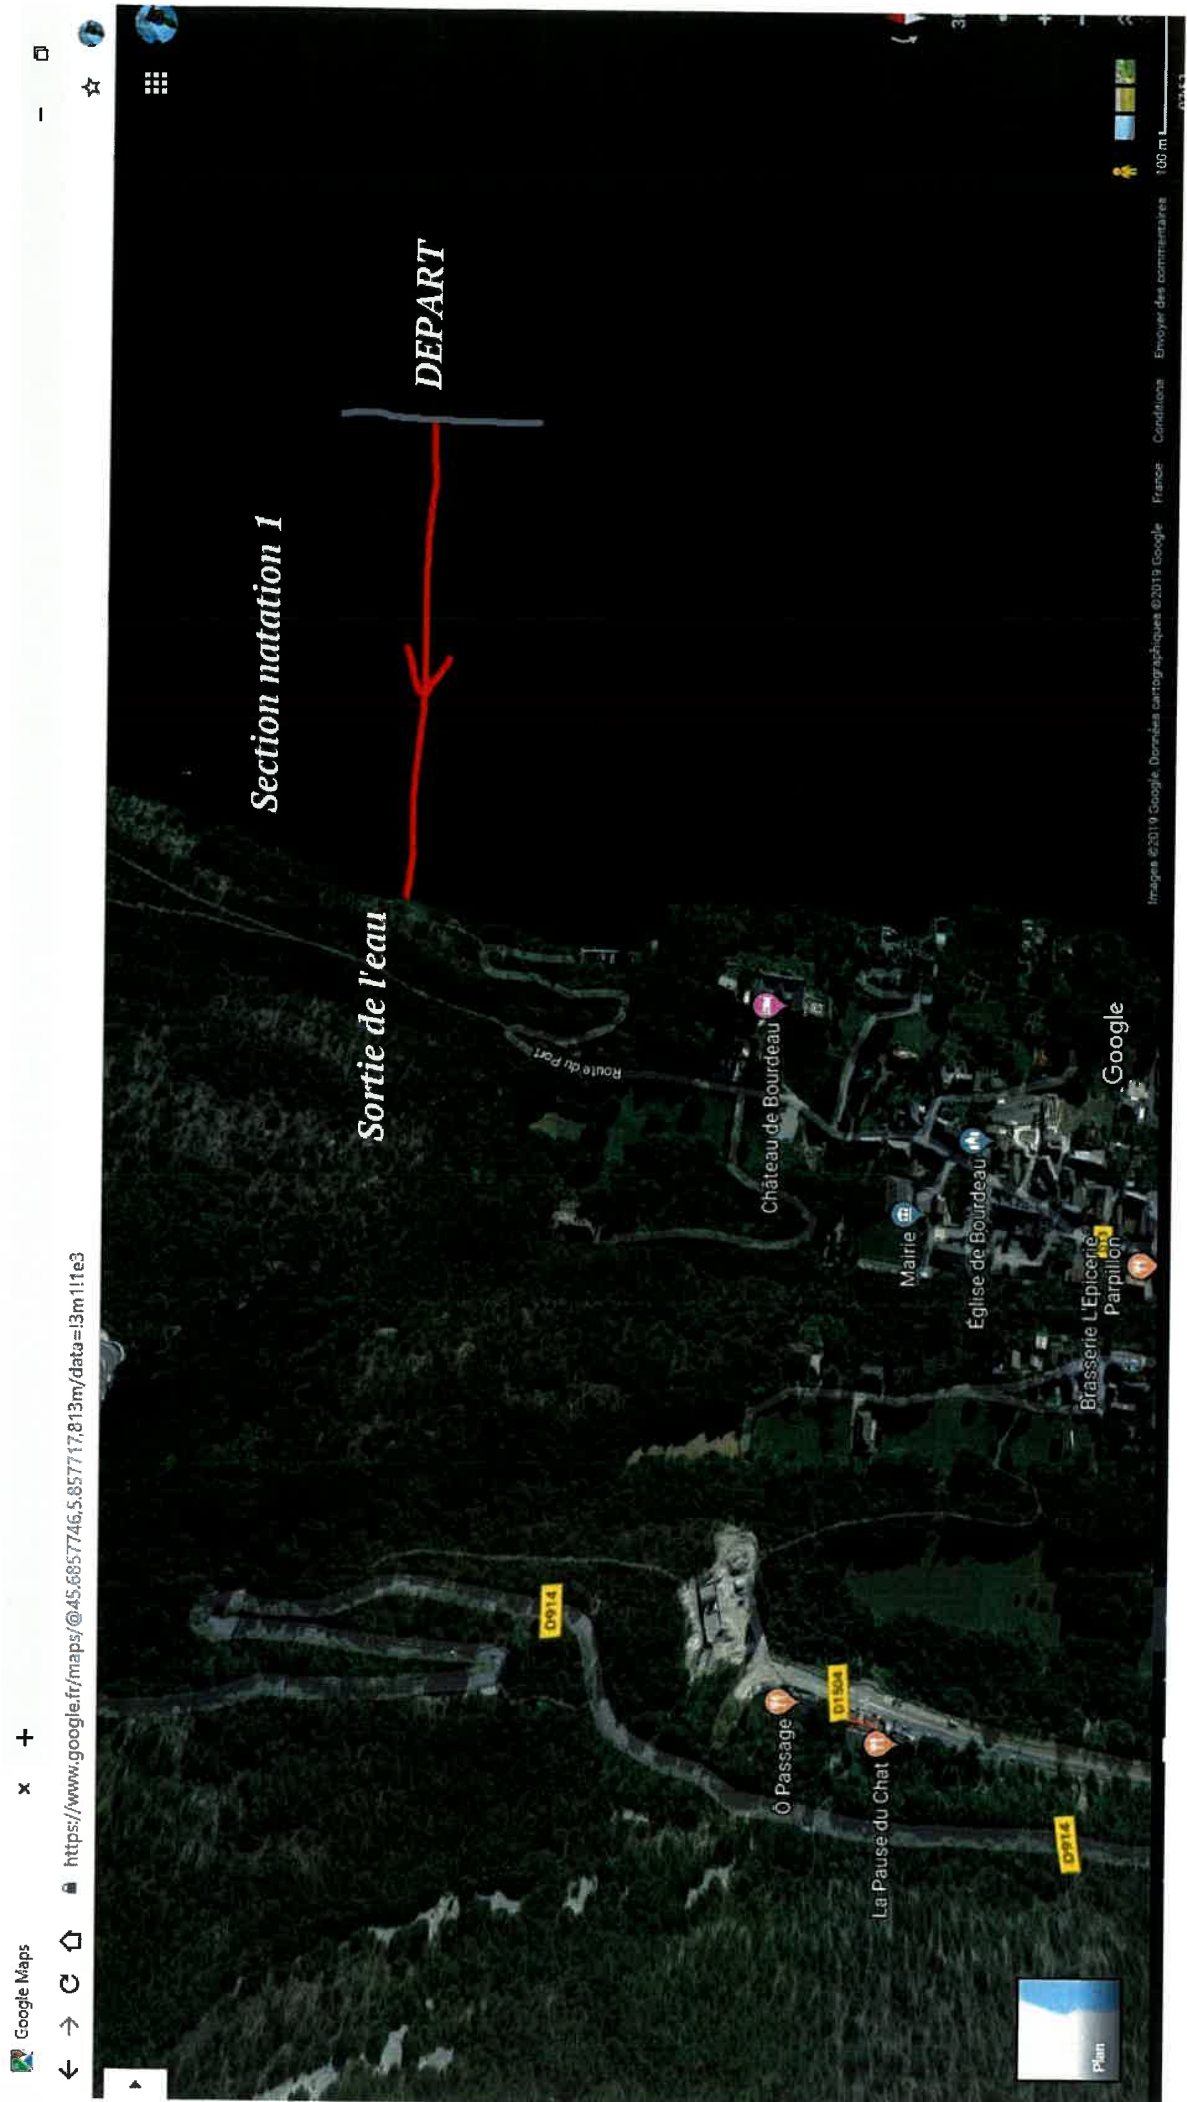 Google Maps
https://www.google.fr/maps/@45.6857746,5.857717,813m/data=!3m1!1e3
Section natation 1
DEPART
Sortie de l'eau
Route du Port
D914
Château de Bourdeau
Ô Passage
D1504
La Pause du Chat
Mairie
Église de Bourdeau
Brasserie L'Epicerie
Parpillon
D914
Plan
Google
3D
Images ©2019 Google, Données cartographiques ©2019 Google France Conditions Envoyer des commentaires 100 m